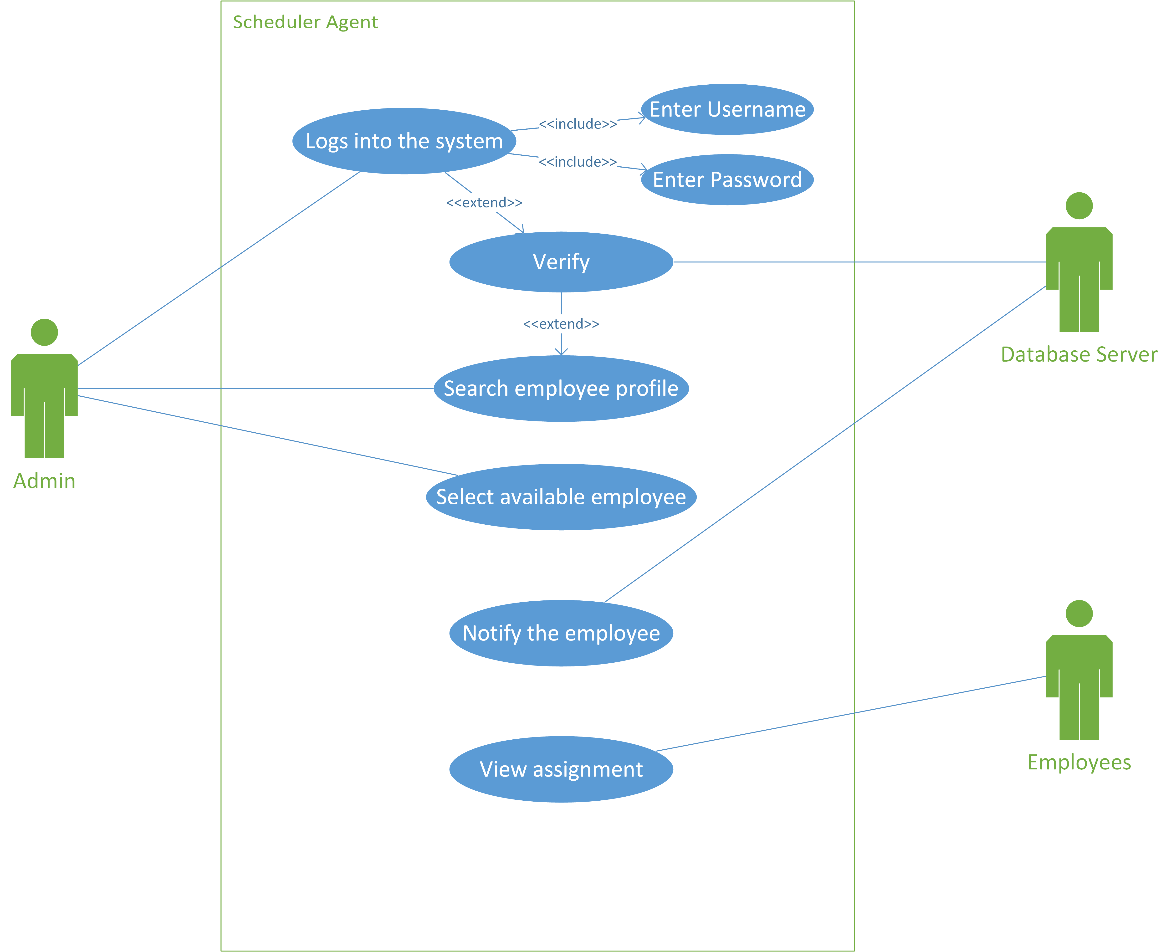 Scheduler Agent
Enter Username
<<include>>
Logs into the system
<<include>>
Enter Password
<<extend>>
Verify
<<extend>>
Database Server
Search employee profile
Admin
Select available employee
Notify the employee
Employees
View assignment